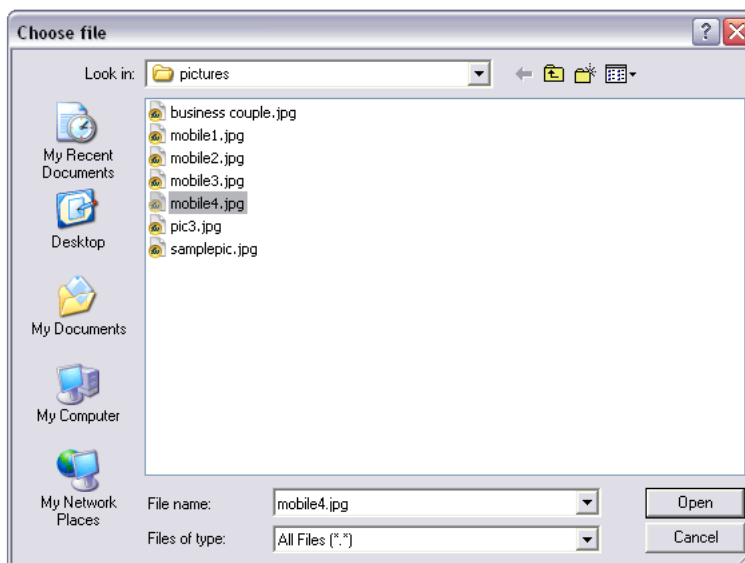 Choose file
Look in:
pictures
My Recent
Documents
Desktop
My Documents
My Computer
My Network
Places
business couple.jpg
mobile1.jpg
mobile2.jpg
mobile3.jpg
mobile4.jpg
pic3.jpg
samplepic.jpg
File name:
mobile4.jpg
Open
Files of type:
All Files (*.*)
Cancel